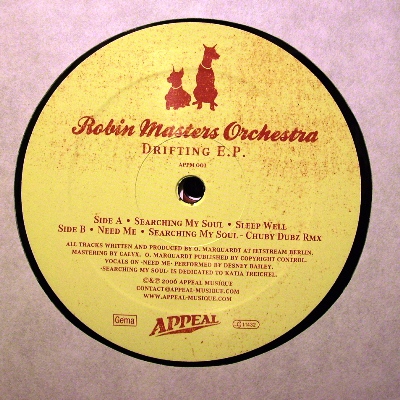 Robin Masters Orchestra
DRIFTING E.P.
APPM 001
SIDE A • SEARCHING MY SOUL • SLEEP WELL
SIDE B • NEED ME • SEARCHING MY SOUL - CHUBY DUBZ RMX
ALL TRACKS WRITTEN AND PRODUCED BY O. MARQUARDT AT JETSTREAM BERLIN.
MASTERING BY CALYX. O. MARQUARDT PUBLISHED BY COPYRIGHT CONTROL.
VOCALS ON -NEED ME- PERFORMED BY DESNEY BAILEY.
-SEARCHING MY SOUL- IS DEDICATED TO KATJA TREICHEL.
©&℗ 2006 APPEAL MUSIQUE
CONTACT@APPEAL-MUSIQUE.COM
WWW.APPEAL-MUSIQUE.COM
Gema
APPEAL